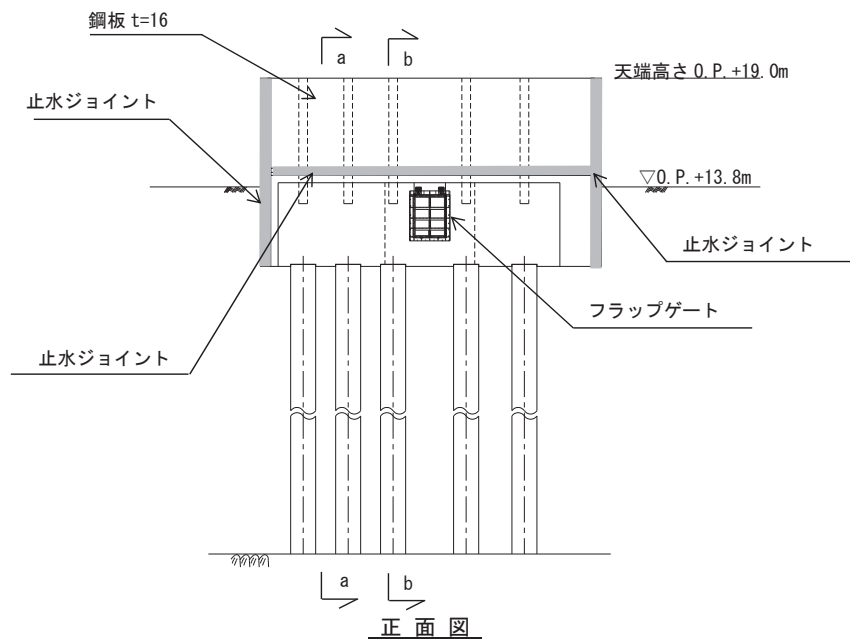 鋼板 t=16
a
b
天端高さ O.P.+19.0m
止水ジョイント
▽O.P.+13.8m
止水ジョイント
フラップゲート
止水ジョイント
a
b
正面図